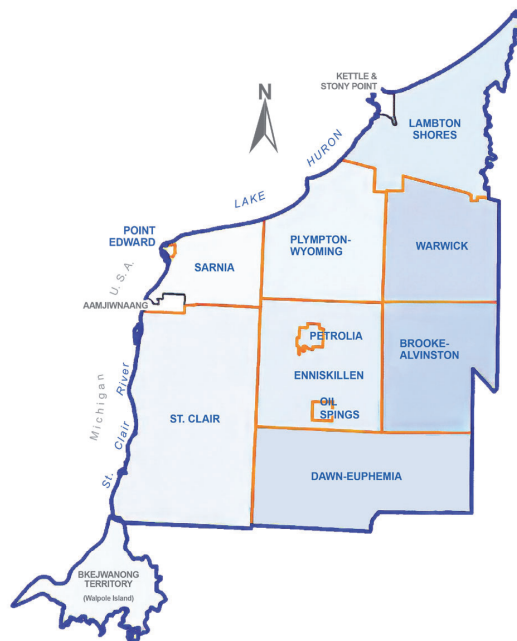 KETTLE &
STONY POINT
N
LAMBTON
SHORES
LAKE HURON
POINT
EDWARD
PLYMPTON-
WYOMING
WARWICK
SARNIA
U.S.A.
AAMJIWNAANG
PETROLIA
BROOKE-
ALVINSTON
ENNISKILLEN
Michigan
St. Clair River
OIL
SPINGS
ST. CLAIR
DAWN-EUPHEMIA
BKEJWANONG
TERRITORY
(Walpole Island)